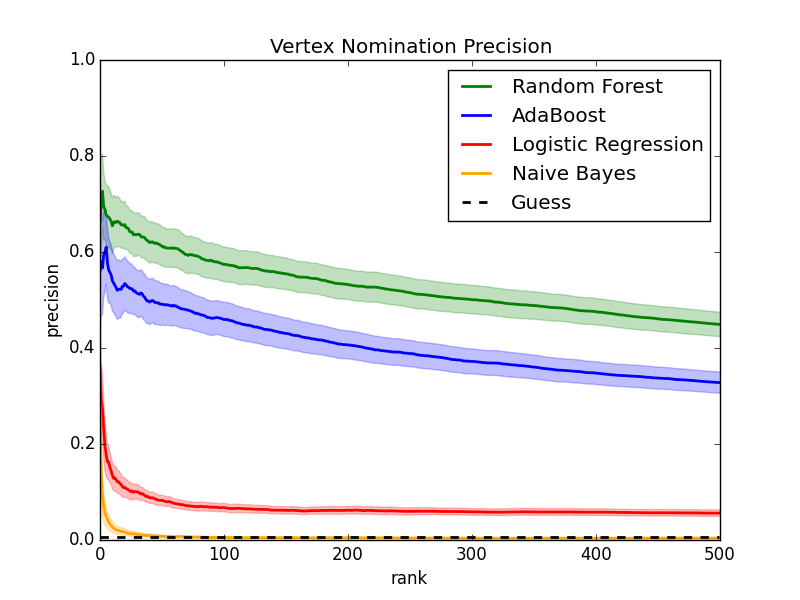 Vertex Nomination Precision
1.0
0.8
0.6
0.4
0.2
0.0
precision
Random Forest
AdaBoost
Logistic Regression
Naive Bayes
Guess
0 100 200 300 400 500
rank